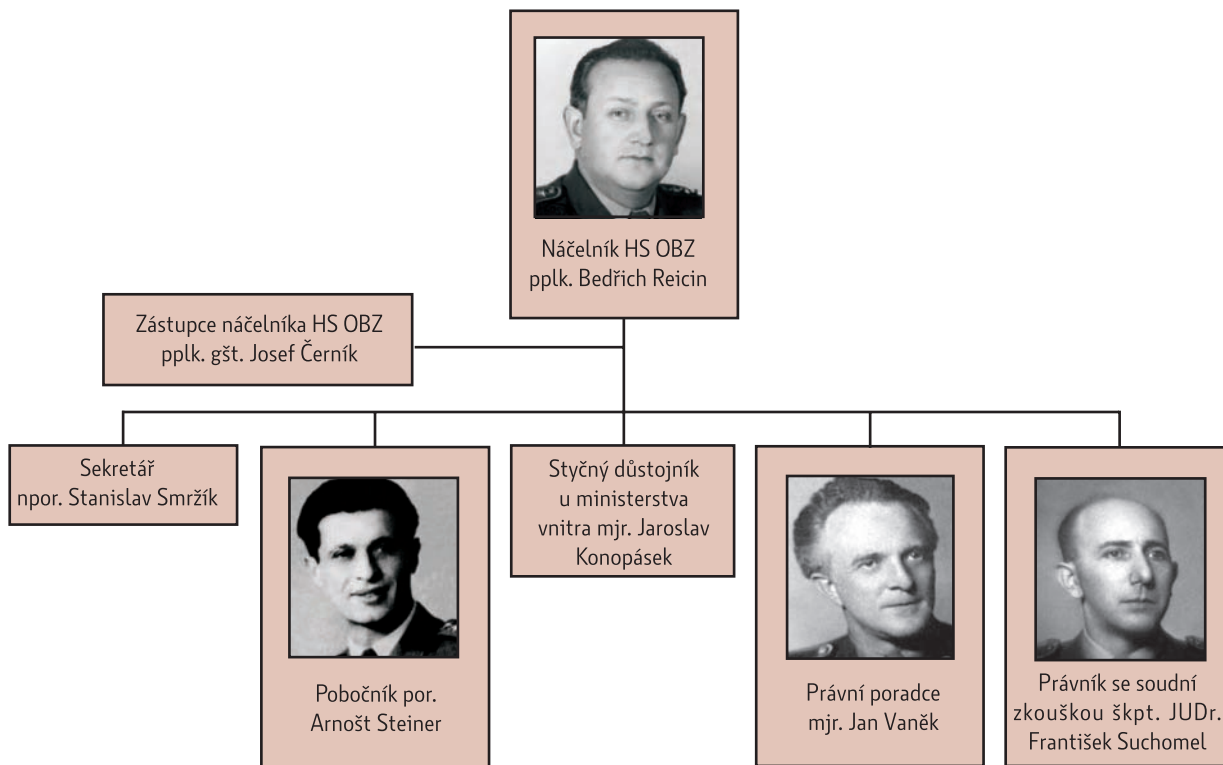 Náčelník HS OBZ
pplk. Bedřich Reicin
Zástupce náčelníka HS OBZ
pplk. gšt. Josef Černík
Sekretář
npor. Stanislav Smržík
Pobočník por.
Arnošt Steiner
Styčný důstojník
u ministerstva
vnitra mjr. Jaroslav
Konopásek
Právní poradce
mjr. Jan Vaněk
Právník se soudní
zkouškou škpt. JUDr.
František Suchomel